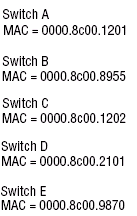 Switch A
MAC = 0000.8c00.1201
Switch B
MAC = 0000.8c00.8955
Switch C
MAC = 0000.8c00.1202
Switch D
MAC = 0000.8c00.2101
Switch E
MAC = 0000.8c00.9870